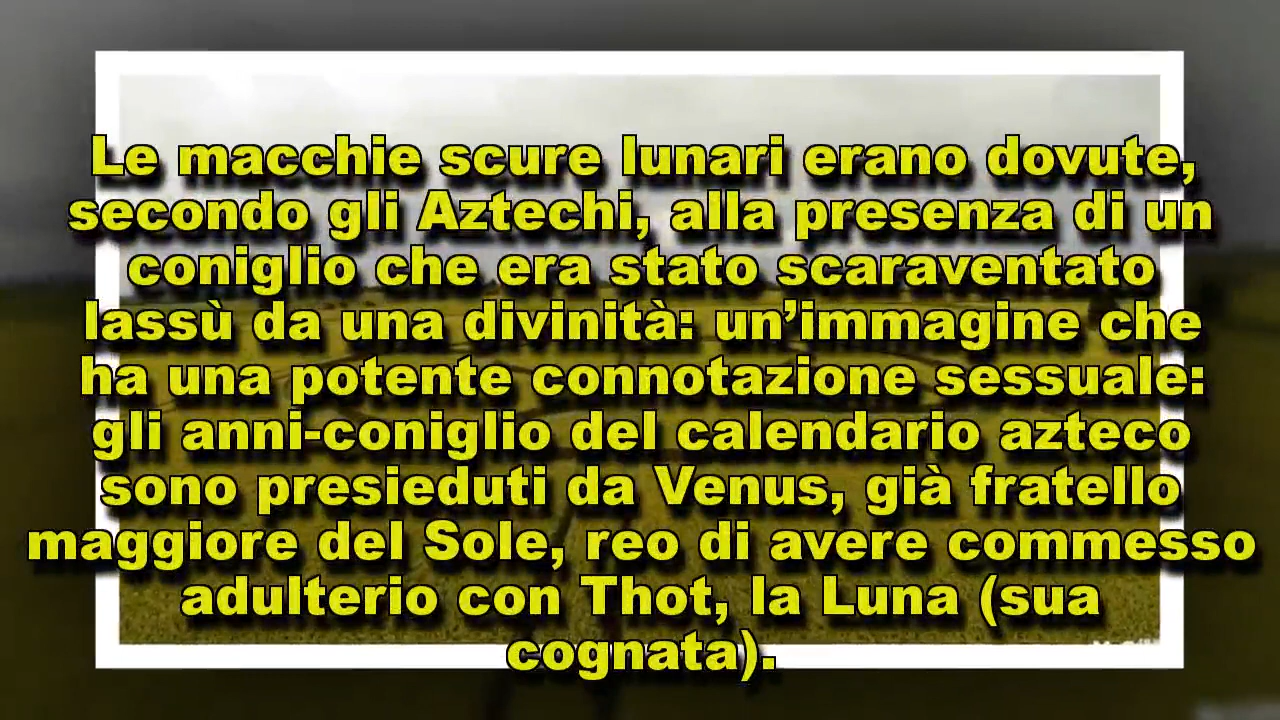 Le macchie scure lunari erano dovute,
secondo gli Aztechi, alla presenza di un
coniglio che era stato scaraventato
lassù da una divinità: un’immagine che
ha una potente connotazione sessuale:
gli anni-coniglio del calendario azteco
sono presieduti da Venus, già fratello
maggiore del Sole, reo di avere commesso
adulterio con Thot, la Luna (sua
cognata).